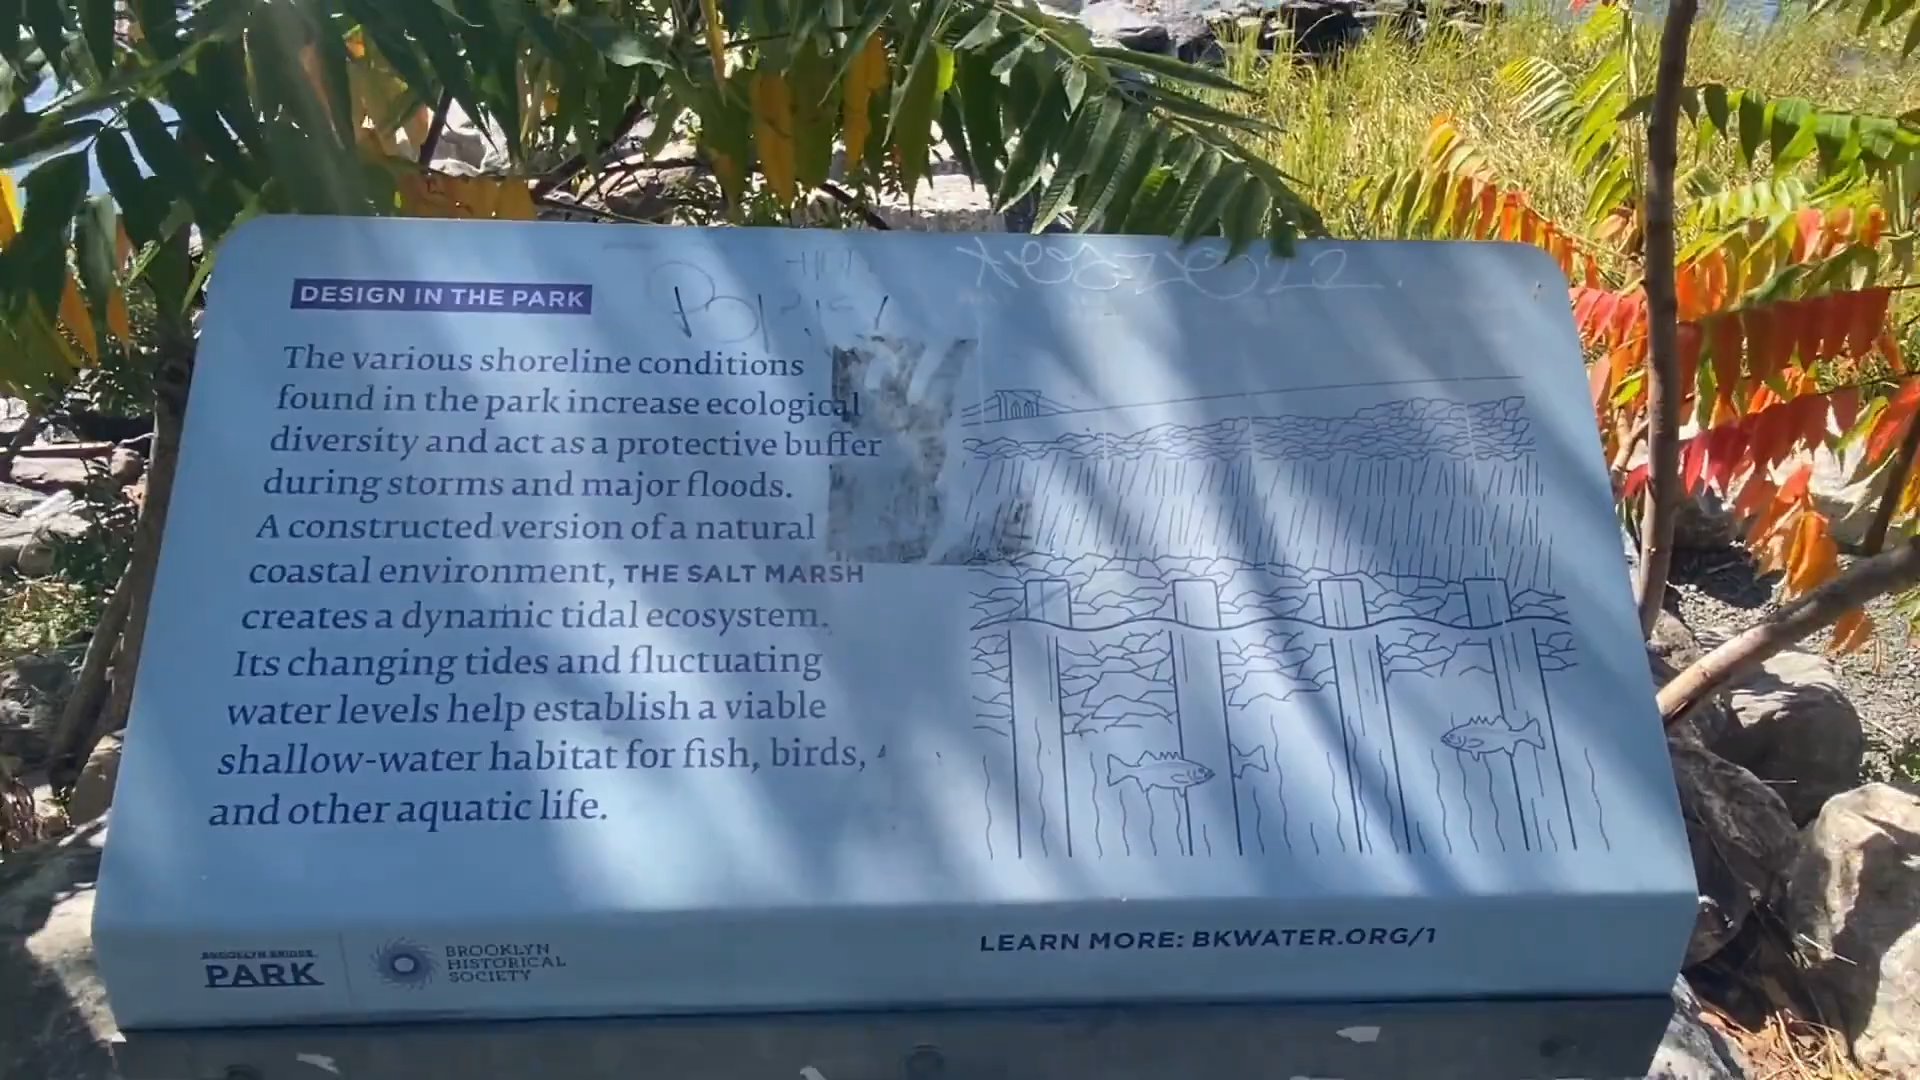 DESIGN IN THE PARK
The various shoreline conditions
found in the park increase ecological
diversity and act as a protective buffer
during storms and major floods.
A constructed version of a natural
coastal environment, THE SALT MARSH
creates a dynamic tidal ecosystem.
Its changing tides and fluctuating
water levels help establish a viable
shallow-water habitat for fish, birds,
and other aquatic life.
BROOKLYN BRIDGE
PARK
BROOKLYN
HISTORICAL
SOCIETY
LEARN MORE: BKWATER.ORG/1